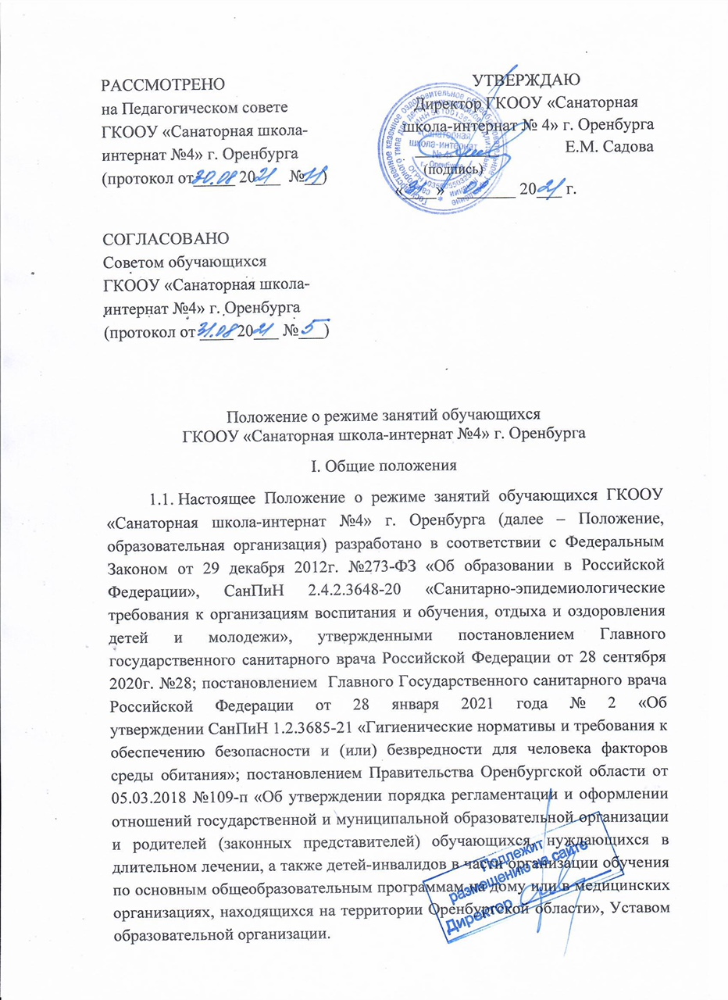 РАССМОТРЕНО
на Педагогическом совете
ГКООУ «Санаторная школа-
интернат №4» г. Оренбурга
(протокол от 30.08 2021 № 11)
УТВЕРЖДАЮ
Директор ГКООУ «Санаторная
школа-интернат № 4» г. Оренбурга
Е.М. Садова
(подпись)
«31» 2021 г.
СОГЛАСОВАНО
Советом обучающихся
ГКООУ «Санаторная школа-
интернат №4» г. Оренбурга
(протокол от 31.08 2021 № 5)
Положение о режиме занятий обучающихся
ГКООУ «Санаторная школа-интернат №4» г. Оренбурга
I. Общие положения
1.1. Настоящее Положение о режиме занятий обучающихся ГКООУ
«Санаторная школа-интернат №4» г. Оренбурга (далее – Положение,
образовательная организация) разработано в соответствии с Федеральным
Законом от 29 декабря 2012г. №273-ФЗ «Об образовании в Российской
Федерации», СанПиН 2.4.2.3648-20 «Санитарно-эпидемиологические
требования к организациям воспитания и обучения, отдыха и оздоровления
детей и молодежи», утвержденными постановлением Главного
государственного санитарного врача Российской Федерации от 28 сентября
2020г. №28; постановлением Главного Государственного санитарного врача
Российской Федерации от 28 января 2021 года № 2 «Об
утверждении СанПиН 1.2.3685-21 «Гигиенические нормативы и требования к
обеспечению безопасности и (или) безвредности для человека факторов
среды обитания»; постановлением Правительства Оренбургской области от
05.03.2018 №109-п «Об утверждении порядка регламентации и оформлении
отношений государственной и муниципальной образовательной организации
и родителей (законных представителей) обучающихся, нуждающихся в
длительном лечении, а также детей-инвалидов в части организации обучения
по основным общеобразовательным программам на дому или в медицинских
организациях, находящихся на территории Оренбургской области», Уставом
образовательной организации.
Подлежит
размещению на сайте
Директор